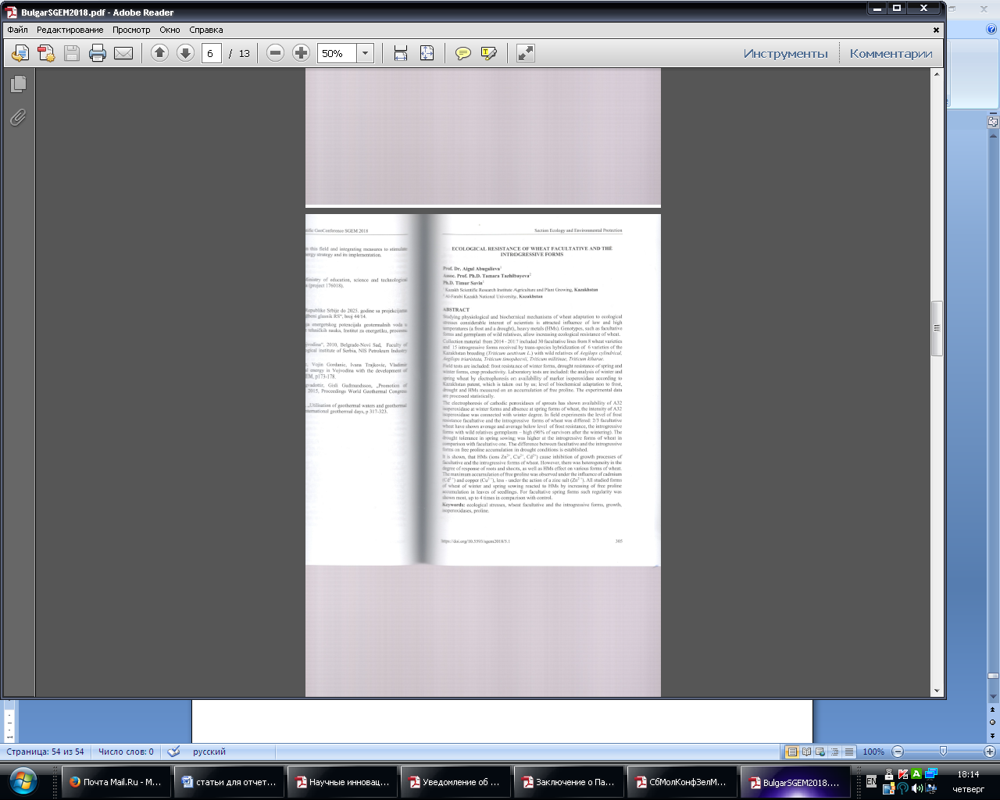 BulgarSGEM2018.pdf - Adobe Reader
Файл Редактирование Просмотр Окно Справка
6 / 13 50% Инструменты Комментарии
Section Ecology and Environmental Protection
ECOLOGICAL RESISTANCE OF WHEAT FACULTATIVE AND THE
INTROGRESSIVE FORMS
Prof. Dr. Aigul Abugalieva1
Assoc. Prof. Ph.D. Tamara Tazhibayeva2
Ph.D. Timur Savin1
1 Kazakh Scientific Research Institute Agriculture and Plant Growing, Kazakhstan
2 Al-Farabi Kazakh National University, Kazakhstan
ABSTRACT
Studying physiological and biochemical mechanisms of wheat adaptation to ecological
stresses considerable interest of scientists is attracted influence of low and high
temperatures (a frost and a drought), heavy metals (HMs). Genotypes, such as facultative
forms and germplasm of wild relatives, allow increasing ecological resistance of wheat.
Collection material from 2014 - 2017 included 30 facultative lines from 8 wheat varieties
and 15 introgressive forms received by trans-species hybridization of 6 varieties of the
Kazakhstan breeding (Triticum aestivum L.) with wild relatives of Aegilops cylindrical,
Aegilops triaristata, Triticum timopheevii, Triticum militinae, Triticum kiharae.
Field tests are included: frost resistance of winter forms, drought resistance of spring and
winter forms, crop productivity. Laboratory tests are included: the analysis of winter and
spring wheat by electrophoresis on availability of marker isoperoxidase according to
Kazakhstan patent, which is taken out by us; level of biochemical adaptation to frost,
drought and HMs measured on an accumulation of free proline. The experimental data
are processed statistically.
The electrophoresis of cathodic peroxidases of sprouts has shown availability of A32
isoperoxidase at winter forms and absence at spring forms of wheat, the intensity of A32
isoperoxidase was connected with winter degree. In field experiments the level of frost
resistance facultative and the introgressive forms of wheat was differed: 2/3 facultative
wheat have shown average and average below level of frost resistance, the introgressive
forms with wild relatives germplasm – high (96% of survivors after the wintering). The
drought tolerance in spring sowing was higher at the introgressive forms of wheat in
comparison with facultative one. The difference between facultative and the introgressive
forms on free proline accumulation in drought conditions is established.
It is shown, that HMs (ions Zn2+, Cu2+, Cd2+) cause inhibition of growth processes of
facultative and the introgressive forms of wheat. However, there was heterogeneity in the
degree of response of roots and shoots, as well as HMs effect on various forms of wheat.
The maximum accumulation of free proline was observed under the influence of cadmium
(Cd2+) and copper (Cu2+), less - under the action of a zinc salt (Zn2+). All studied forms
of wheat of winter and spring sowing reacted to HMs by increasing of free proline
accumulation in leaves of seedlings. For facultative spring forms such regularity was
shown most, up to 4 times in comparison with control.
Keywords: ecological stresses, wheat facultative and the introgressive forms, growth,
isoperoxidases, proline.
https://doi.org/10.5593/sgem2018/5.1 305
GeoConference SGEM 2018
this field and integrating measures to stimulate
strategy and its implementation.
Ministry of education, science and technological
(project 176018).
Republike Srbije do 2025. godine sa projekcijama
glasnik RS", broj 44/14.
energetskog potencijala geotermalnih voda u
tehničkih nauka, Institut za energetiku, procesnu
2010, Belgrade-Novi Sad, Faculty of
Institute of Serbia, NIS Petroleum Industry
Vojin Gordanic, Ivana Trajkovic, Vladimir
energy in Vojvodina with the development of
p173-178.
Gisli Gudmundsson, „Promotion of
2015, Proceedings World Geothermal Congress
„Utilisation of geothermal waters and geothermal
geothermal days, p 317-323.
Страница: 54 из 54 Число слов: 0 русский 100%
Почта Mail.Ru - M... статьи для отчет... Научные инновац... Уведомление об ... Заключение о Па... СбМолКонфЗелМ... BulgarSGEM2018.... EN 18:14
четверг